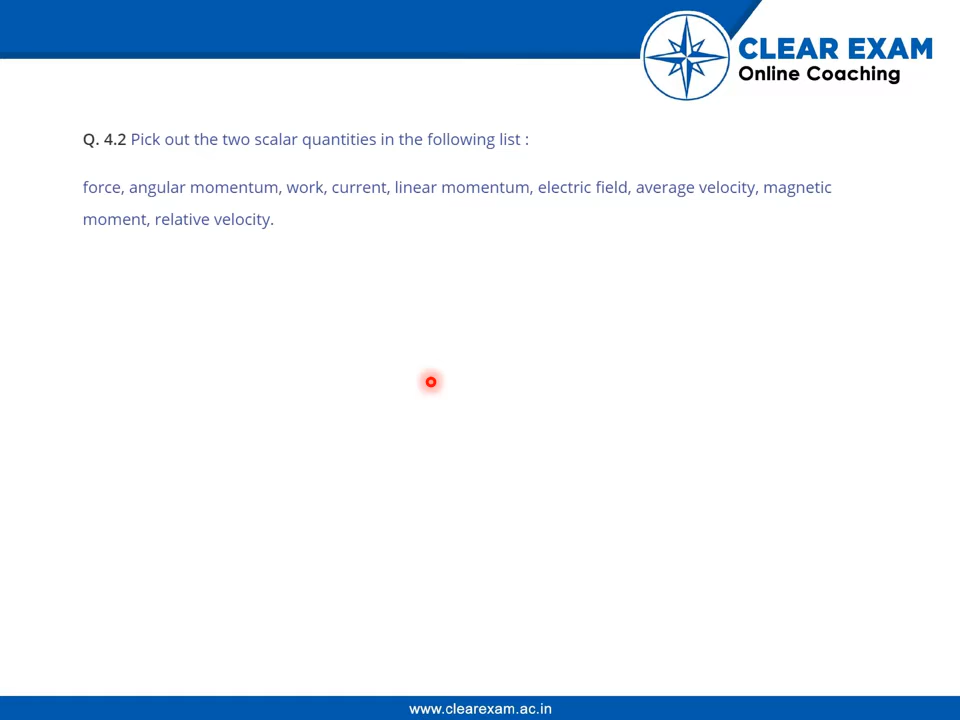 CLEAR EXAM
Online Coaching
Q. 4.2 Pick out the two scalar quantities in the following list :
force, angular momentum, work, current, linear momentum, electric field, average velocity, magnetic
moment, relative velocity.
www.clearexam.ac.in